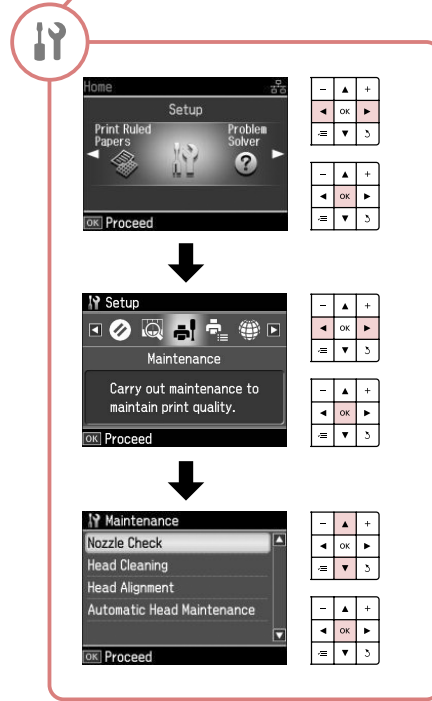 Home
Setup
Print Ruled
Papers
Problem
Solver
OK Proceed
- +
OK
- +
OK
Setup
Maintenance
Carry out maintenance to
maintain print quality.
OK Proceed
- +
OK
- +
OK
Maintenance
Nozzle Check
Head Cleaning
Head Alignment
Automatic Head Maintenance
OK Proceed
- +
OK
- +
OK